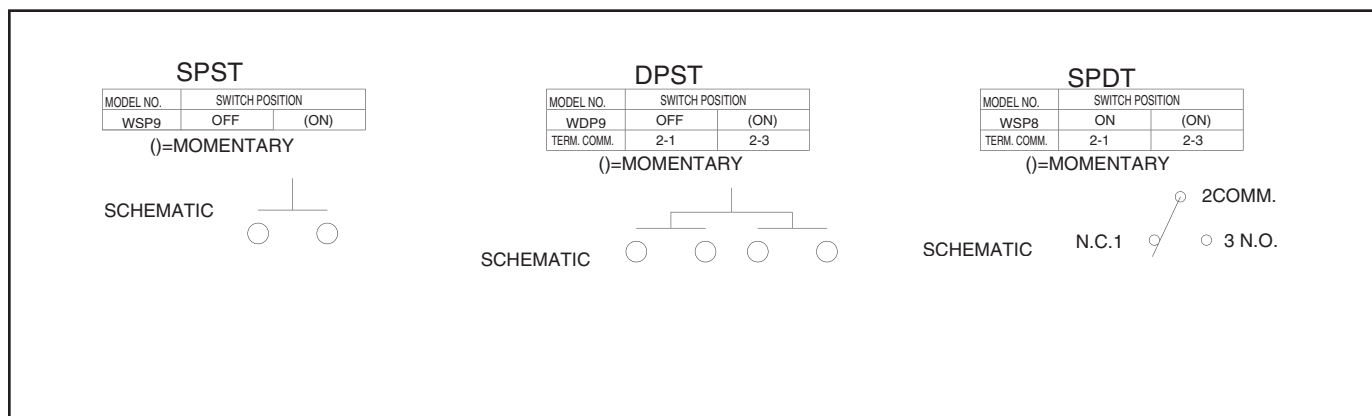 SPST
MODEL NO. SWITCH POSITION
WSP9 OFF (ON)
()=MOMENTARY
SCHEMATIC
DPST
MODEL NO. SWITCH POSITION
WDP9 OFF (ON)
TERM. COMM. 2-1 2-3
()=MOMENTARY
SCHEMATIC
SPDT
MODEL NO. SWITCH POSITION
WSP8 ON (ON)
TERM. COMM. 2-1 2-3
()=MOMENTARY
2COMM.
SCHEMATIC N.C.1 3 N.O.